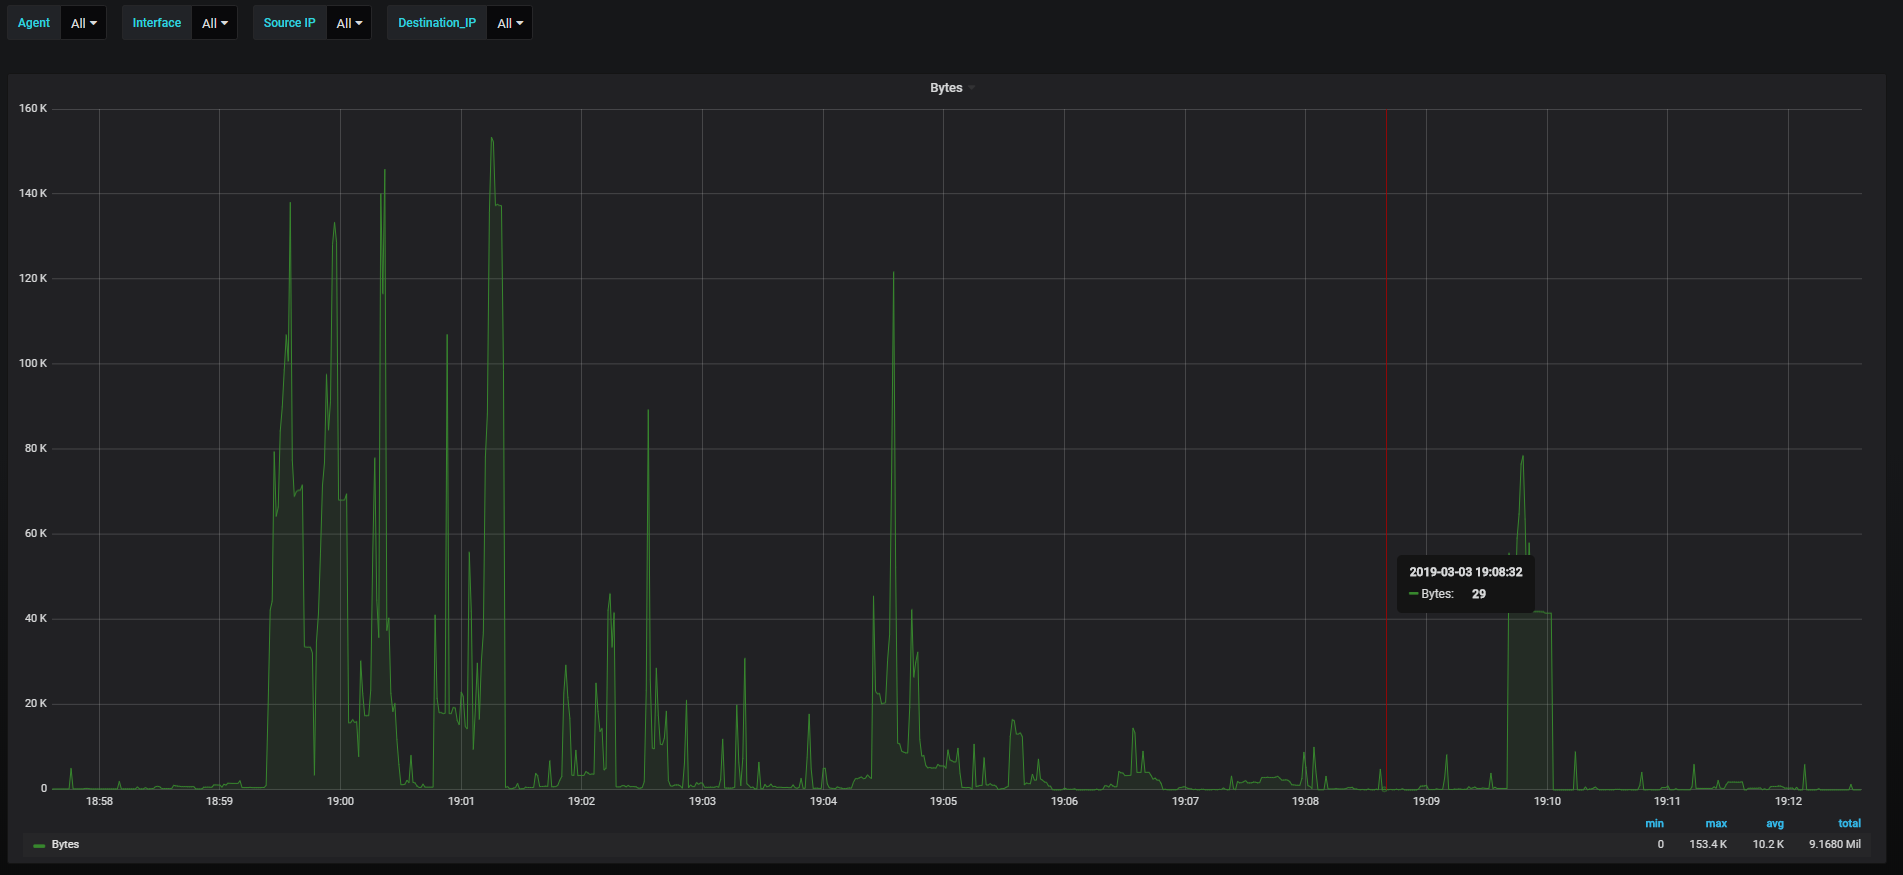 Agent All Interface All Source IP All Destination_IP All
Bytes
160 K
140 K
120 K
100 K
80 K
60 K
40 K
20 K
0
2019-03-03 19:08:32
Bytes: 29
18:58 18:59 19:00 19:01 19:02 19:03 19:04 19:05 19:06 19:07 19:08 19:09 19:10 19:11 19:12
min max avg total
Bytes 0 153.4 K 10.2 K 9.1680 Mil